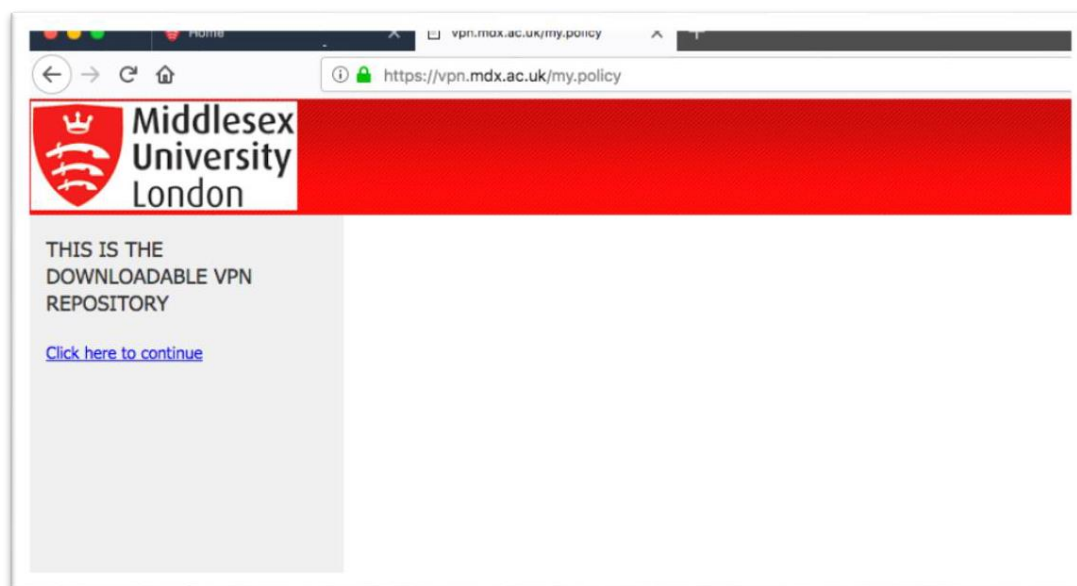 Home
vpn.mdx.ac.uk/my.policy
https://vpn.mdx.ac.uk/my.policy
Middlesex
University
London
THIS IS THE
DOWNLOADABLE VPN
REPOSITORY
Click here to continue